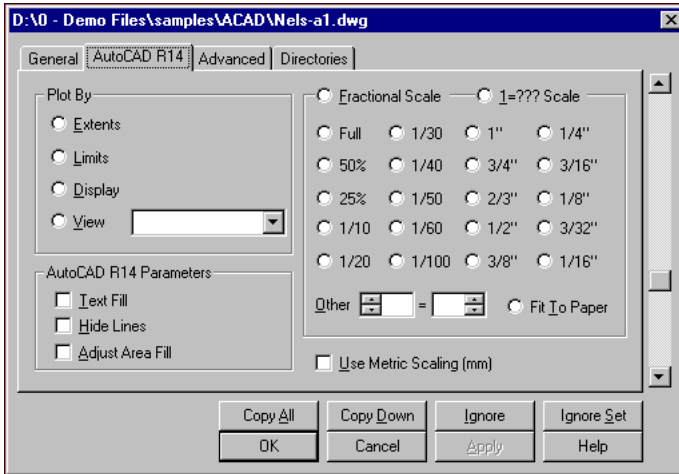 D:\0 - Demo Files\samples\ACAD\Nels-a1.dwg
General AutoCAD R14 Advanced Directories
Plot By
Extents
Limits
Display
View
AutoCAD R14 Parameters
Text Fill
Hide Lines
Adjust Area Fill
Fractional Scale 1=??? Scale
Full 1/30 1" 1/4"
50% 1/40 3/4" 3/16"
25% 1/50 2/3" 1/8"
1/10 1/60 1/2" 3/32"
1/20 1/100 3/8" 1/16"
Other = Fit To Paper
Use Metric Scaling (mm)
Copy All Copy Down Ignore Ignore Set
OK Cancel Apply Help